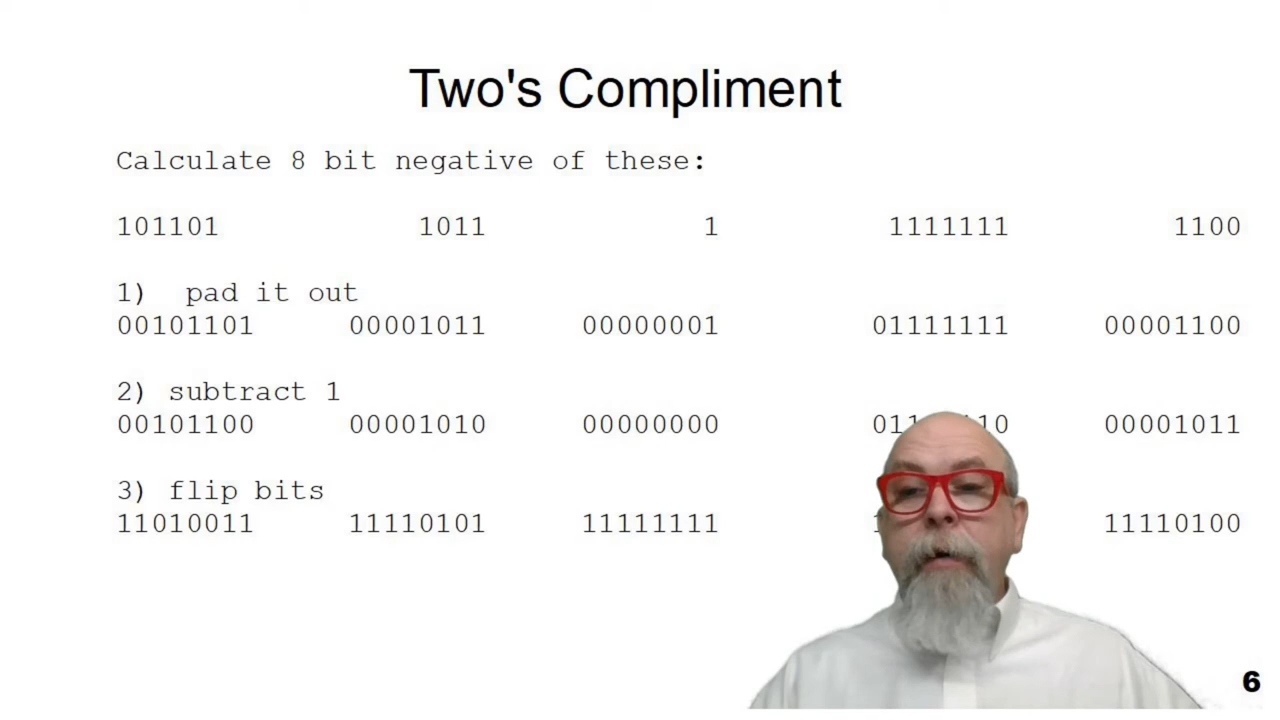 Two's Compliment
Calculate 8 bit negative of these:
101101 1011 1 1111111 1100
1) pad it out
00101101 00001011 00000001 01111111 00001100
2) subtract 1
00101100 00001010 00000000 00001011
3) flip bits
11010011 11110101 11111111 11110100
6